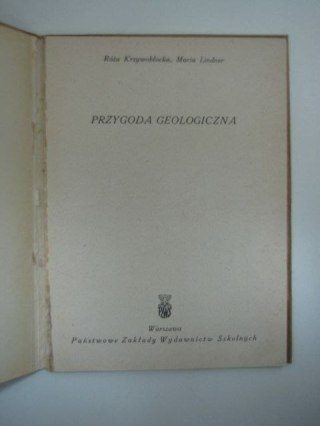 Róża Krzywobłocka, Maria Lindner
PRZYGODA GEOLOGICZNA
Warszawa
Państwowe Zakłady Wydawnictw Szkolnych